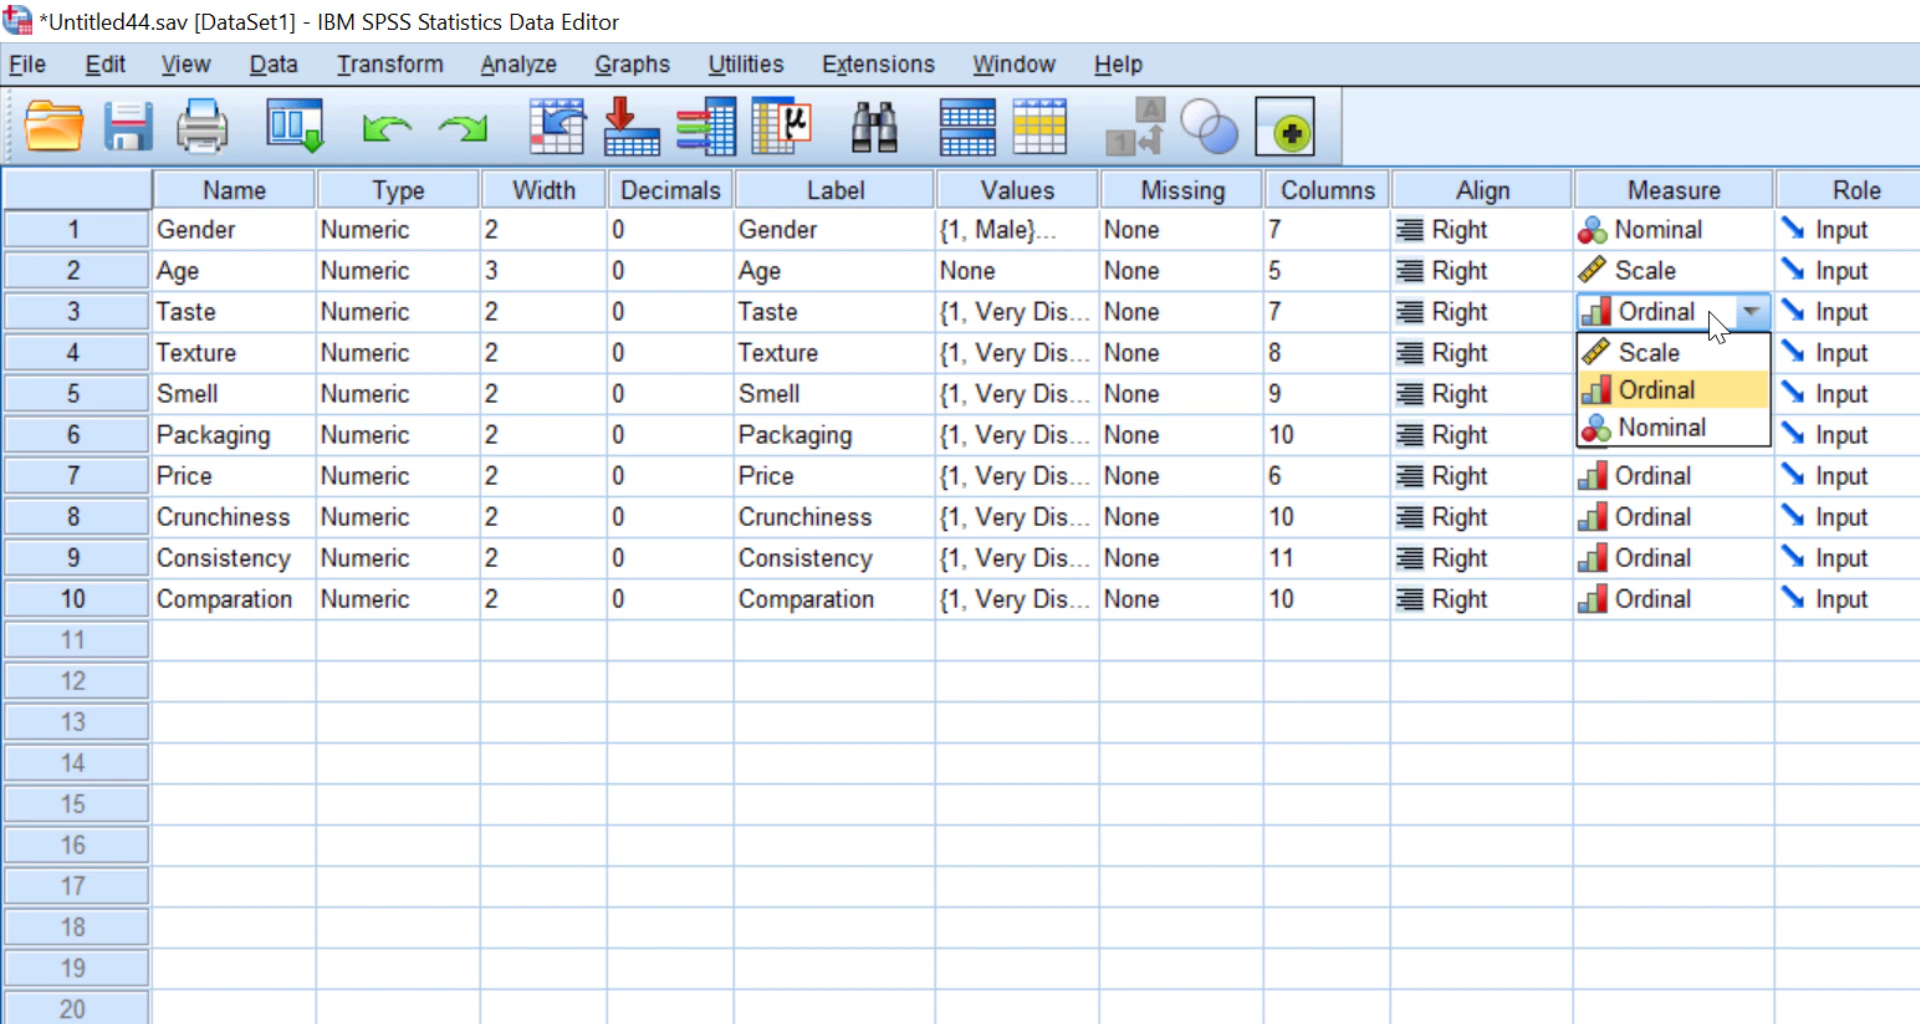 *Untitled44.sav [DataSet1] - IBM SPSS Statistics Data Editor
File Edit View Data Transform Analyze Graphs Utilities Extensions Window Help
µ A 1
Name Type Width Decimals Label Values Missing Columns Align Measure Role
1 Gender Numeric 2 0 Gender {1, Male}... None 7 Right Nominal Input
2 Age Numeric 3 0 Age None None 5 Right Scale Input
3 Taste Numeric 2 0 Taste {1, Very Dis... None 7 Right Ordinal Input
4 Texture Numeric 2 0 Texture {1, Very Dis... None 8 Right Scale Input
5 Smell Numeric 2 0 Smell {1, Very Dis... None 9 Right Ordinal Input
6 Packaging Numeric 2 0 Packaging {1, Very Dis... None 10 Right Nominal Input
7 Price Numeric 2 0 Price {1, Very Dis... None 6 Right Ordinal Input
8 Crunchiness Numeric 2 0 Crunchiness {1, Very Dis... None 10 Right Ordinal Input
9 Consistency Numeric 2 0 Consistency {1, Very Dis... None 11 Right Ordinal Input
10 Comparation Numeric 2 0 Comparation {1, Very Dis... None 10 Right Ordinal Input
11
12
13
14
15
16
17
18
19
20